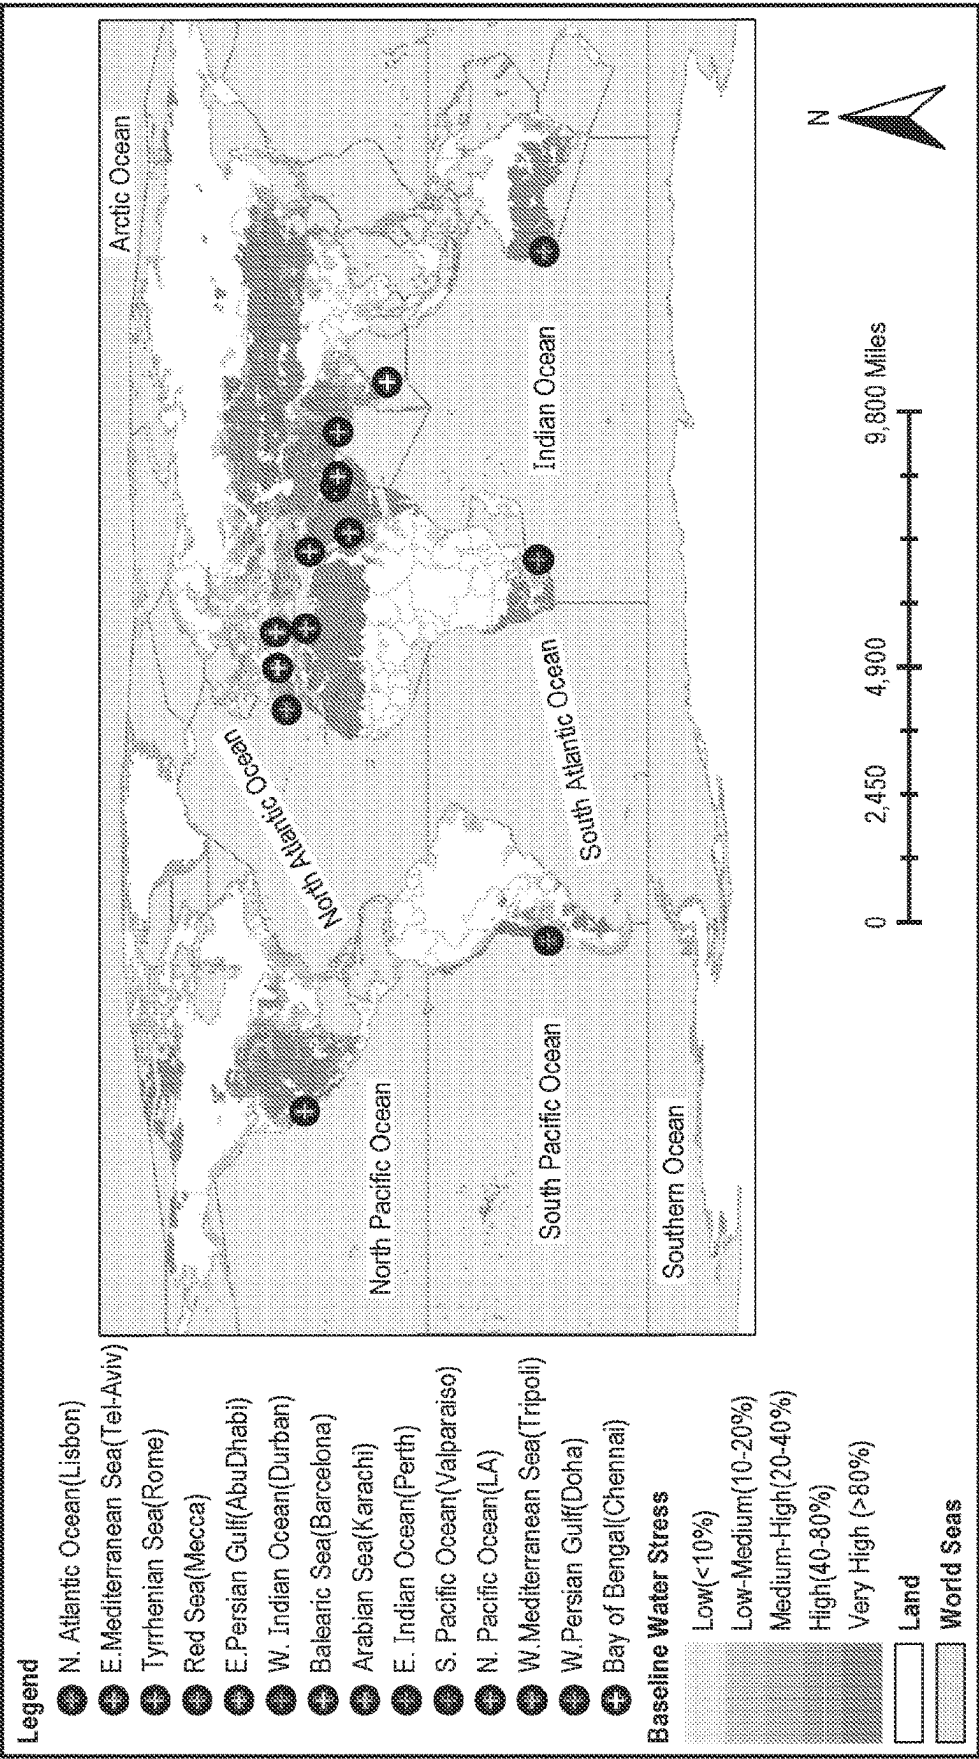 Legend
N. Atlantic Ocean(Lisbon)
E.Mediterranean Sea(Tel-Aviv)
Tyrrhenian Sea(Rome)
Red Sea(Mecca)
E.Persian Gulf(AbuDhabi)
W. Indian Ocean(Durban)
Balearic Sea(Barcelona)
Arabian Sea(Karachi)
E. Indian Ocean(Perth)
S. Pacific Ocean(Valparaiso)
N. Pacific Ocean(LA)
W.Mediterranean Sea(Tripoli)
W.Persian Gulf(Doha)
Bay of Bengal(Chennai)
Baseline Water Stress
Low(<10%)
Low-Medium(10-20%)
Medium-High(20-40%)
High(40-80%)
Very High (>80%)
Land
World Seas
Arctic Ocean
North Atlantic Ocean
North Pacific Ocean
South Pacific Ocean
South Atlantic Ocean
Indian Ocean
Southern Ocean
N
0 2,450 4,900 9,800 Miles